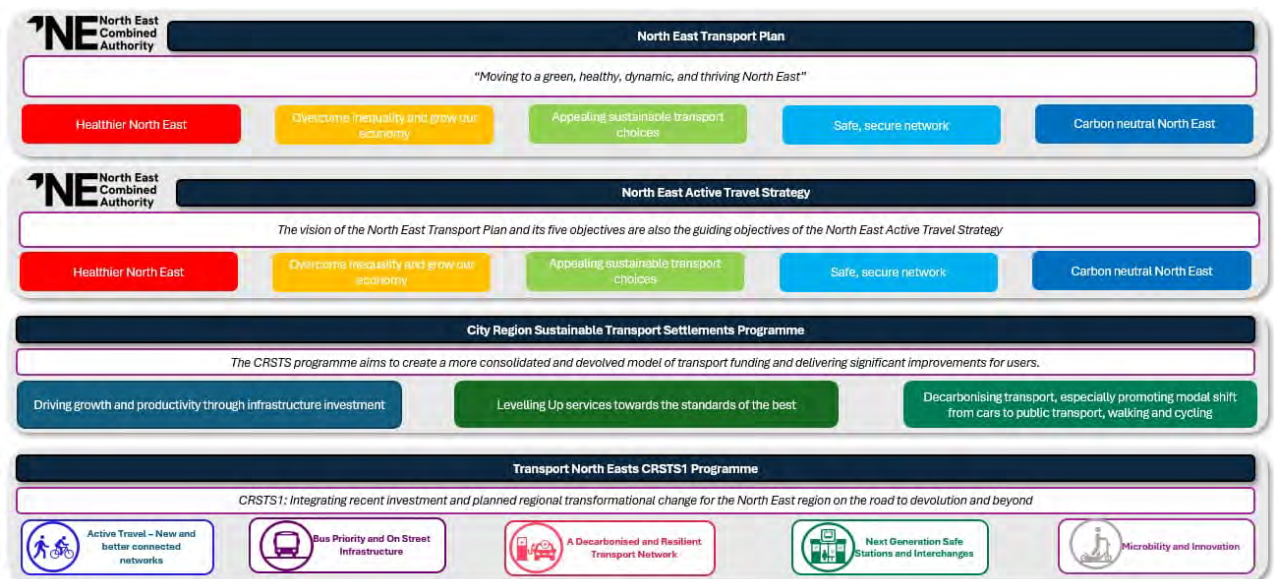 North East
Combined
Authority
North East Transport Plan
“Moving to a green, healthy, dynamic, and thriving North East”
Healthier North East
Overcome inequality and grow our
economy
Appealing sustainable transport
choices
Safe, secure network
Carbon neutral North East
North East
Combined
Authority
North East Active Travel Strategy
The vision of the North East Transport Plan and its five objectives are also the guiding objectives of the North East Active Travel Strategy
Healthier North East
Overcome inequality and grow our
economy
Appealing sustainable transport
choices
Safe, secure network
Carbon neutral North East
City Region Sustainable Transport Settlements Programme
The CRSTS programme aims to create a more consolidated and devolved model of transport funding and delivering significant improvements for users.
Driving growth and productivity through infrastructure investment
Levelling Up services towards the standards of the best
Decarbonising transport, especially promoting modal shift
from cars to public transport, walking and cycling
Transport North Easts CRSTS1 Programme
CRSTS1: Integrating recent investment and planned regional transformational change for the North East region on the road to devolution and beyond
Active Travel – New and
better connected
networks
Bus Priority and On Street
Infrastructure
A Decarbonised and Resilient
Transport Network
Next Generation Safe
Stations and Interchanges
Microbility and Innovation